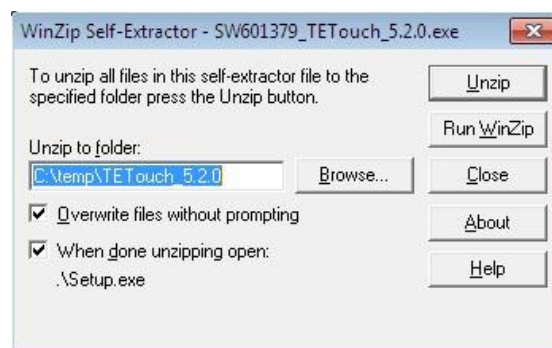 WinZip Self-Extractor - SW601379_TETouch_5.2.0.exe
To unzip all files in this self-extractor file to the
specified folder press the Unzip button.
Unzip to folder:
C:\temp\TETouch_5.2.0
Browse...
Overwrite files without prompting
When done unzipping open:
.\Setup.exe
Unzip
Run WinZip
Close
About
Help